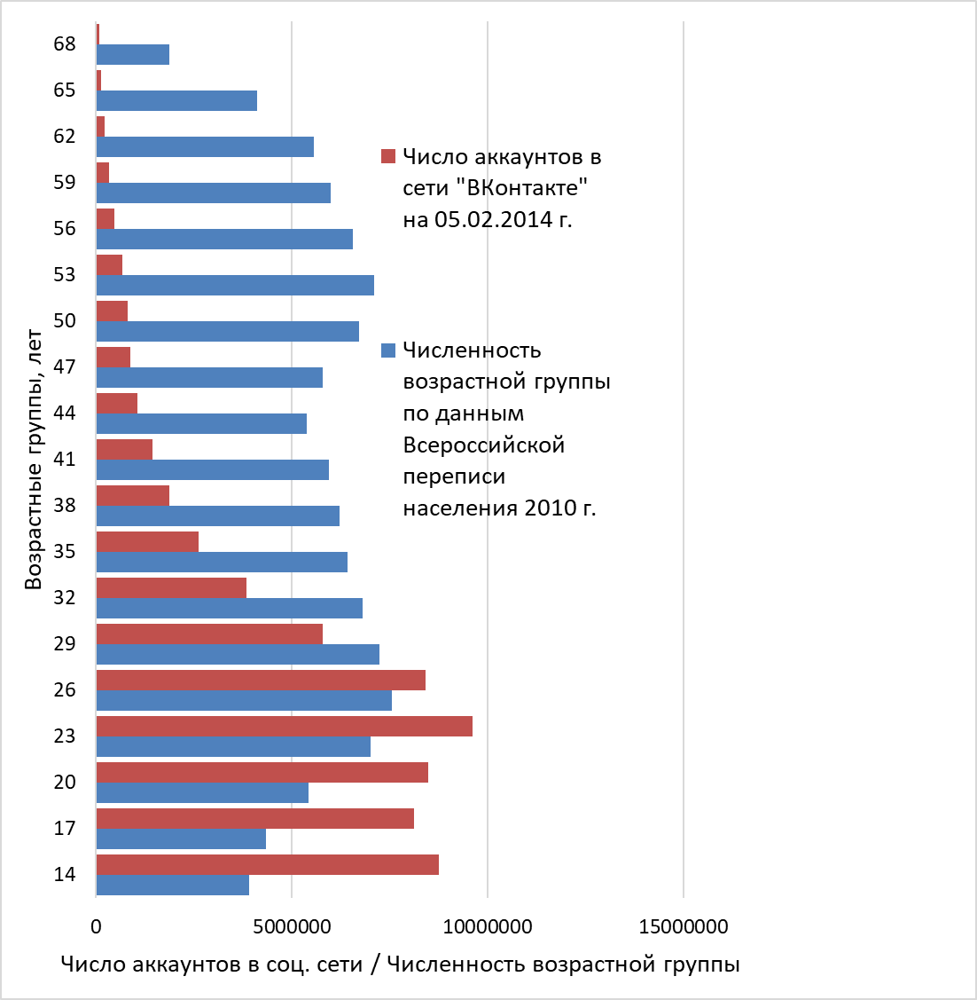 68
65
62
59
56
53
50
47
44
41
38
35
32
29
26
23
20
17
14
Возрастные группы, лет
Число аккаунтов в
сети "ВКонтакте"
на 05.02.2014 г.
Численность
возрастной группы
по данным
Всероссийской
переписи
населения 2010 г.
0 5000000 10000000 15000000
Число аккаунтов в соц. сети / Численность возрастной группы